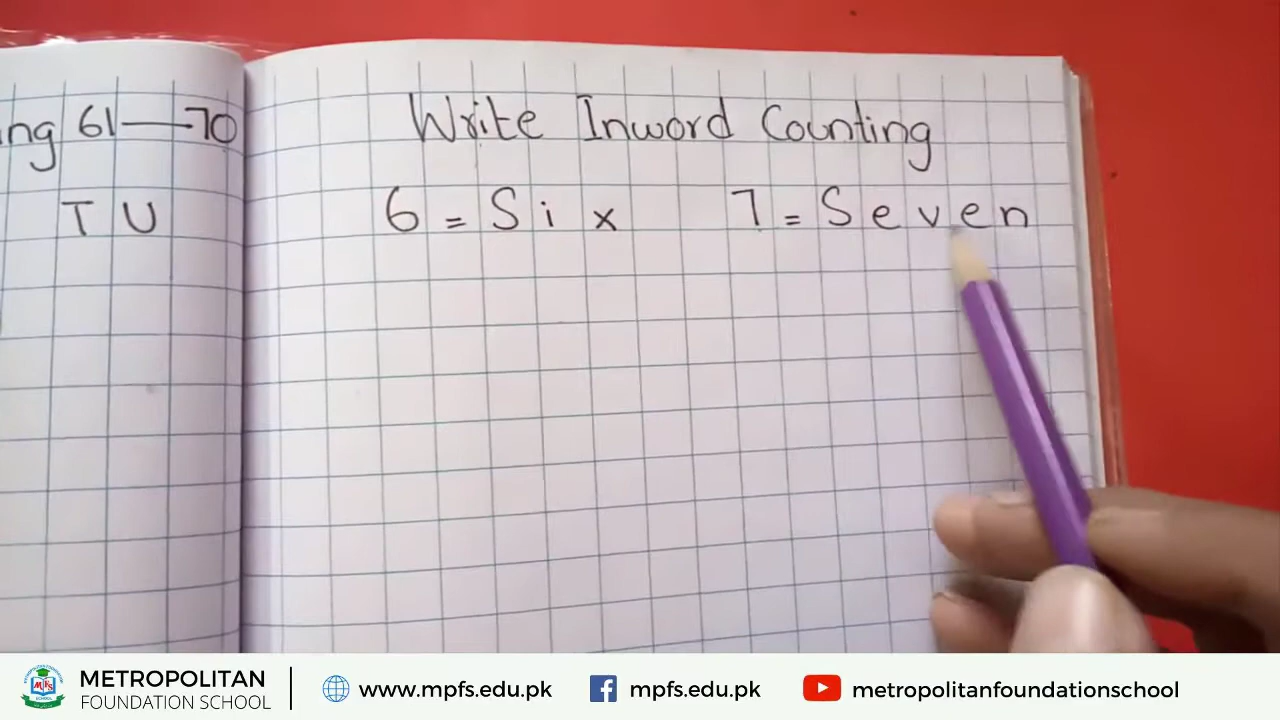 ng 61—70
T U
Write Inword Counting
6 = Six 7 = Seven
METROPOLITAN
FOUNDATION SCHOOL
www.mpfs.edu.pk
mpfs.edu.pk
metropolitanfoundationschool